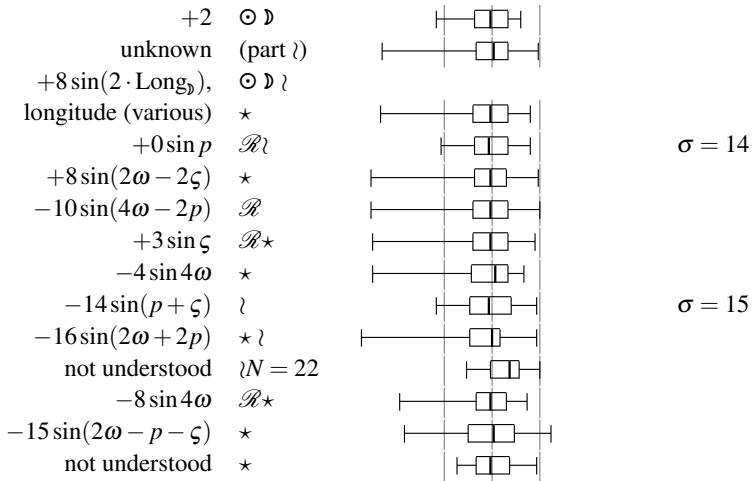 +2 ⊙ ☽
unknown (part ≀)
+8 sin(2 · Long☽), ⊙ ☽ ≀
longitude (various) ⋆
+0 sin p ℛ≀ σ = 14
+8 sin(2ω − 2ς) ⋆
−10 sin(4ω − 2p) ℛ
+3 sin ς ℛ⋆
−4 sin 4ω ⋆
−14 sin(p + ς) ≀ σ = 15
−16 sin(2ω + 2p) ⋆ ≀
not understood ≀N = 22
−8 sin 4ω ℛ⋆
−15 sin(2ω − p − ς) ⋆
not understood ⋆